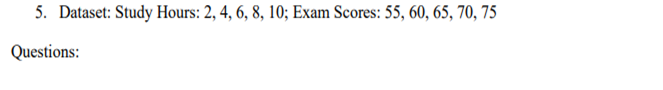 5. Dataset: Study Hours: 2, 4, 6, 8, 10; Exam Scores: 55, 60, 65, 70, 75
Questions: